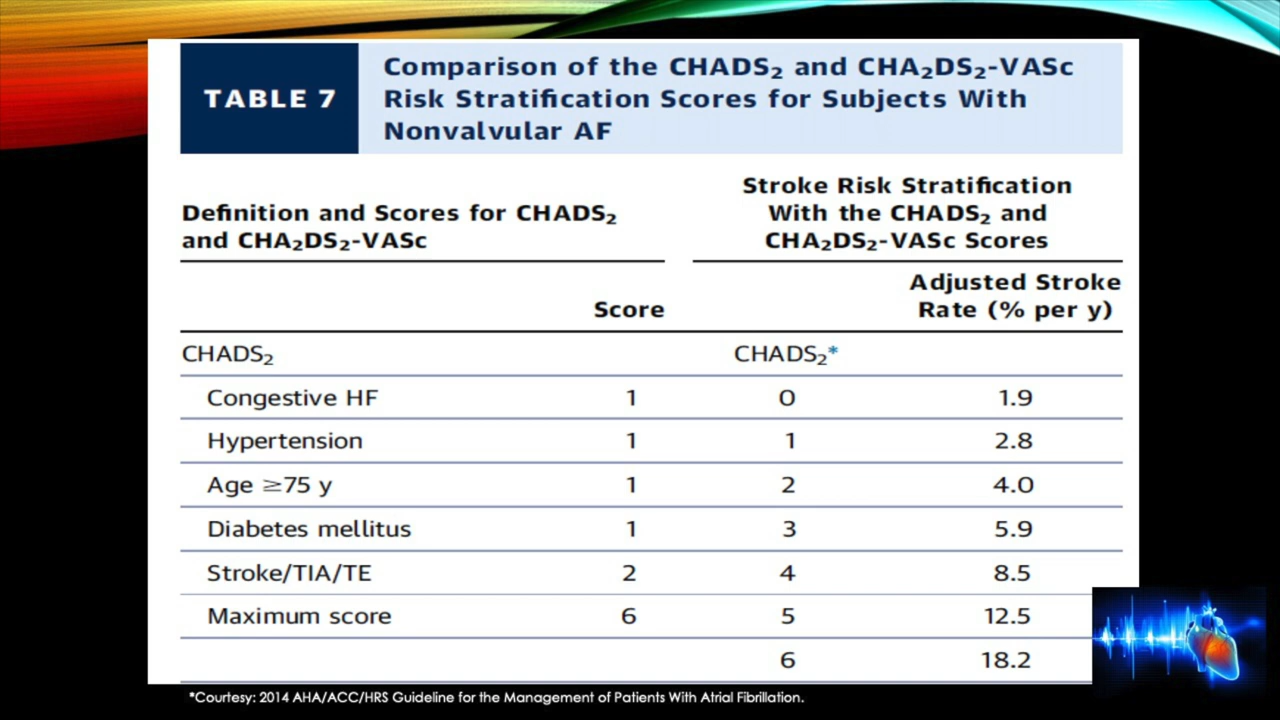 TABLE 7
Comparison of the CHADS₂ and CHA₂DS₂-VASc
Risk Stratification Scores for Subjects With
Nonvalvular AF
Definition and Scores for CHADS₂
and CHA₂DS₂-VASc
Stroke Risk Stratification
With the CHADS₂ and
CHA₂DS₂-VASc Scores
Score
Adjusted Stroke
Rate (% per y)
CHADS₂ CHADS₂*
Congestive HF 1 0 1.9
Hypertension 1 1 2.8
Age ≥75 y 1 2 4.0
Diabetes mellitus 1 3 5.9
Stroke/TIA/TE 2 4 8.5
Maximum score 6 5 12.5
6 18.2
*Courtesy: 2014 AHA/ACC/HRS Guideline for the Management of Patients With Atrial Fibrillation.